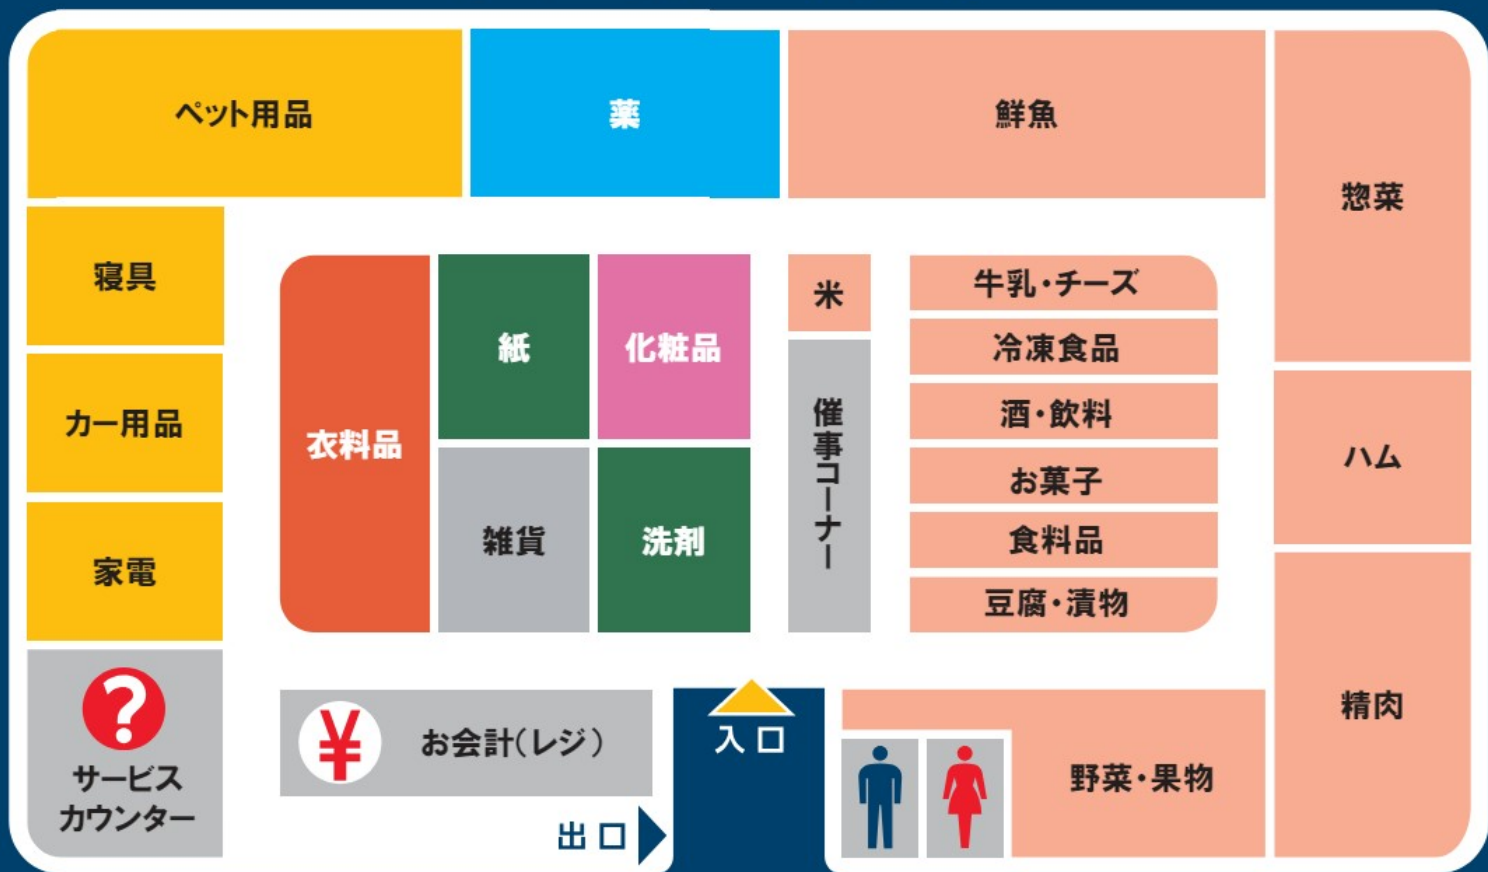 ペット用品
薬
鮮魚
惣菜
寝具
カー用品
家電
?
サービス
カウンター
衣料品
紙
化粧品
雑貨
洗剤
米
催事コーナー
牛乳・チーズ
冷凍食品
酒・飲料
お菓子
食料品
豆腐・漬物
ハム
精肉
¥
お会計(レジ)
入口
出口
野菜・果物